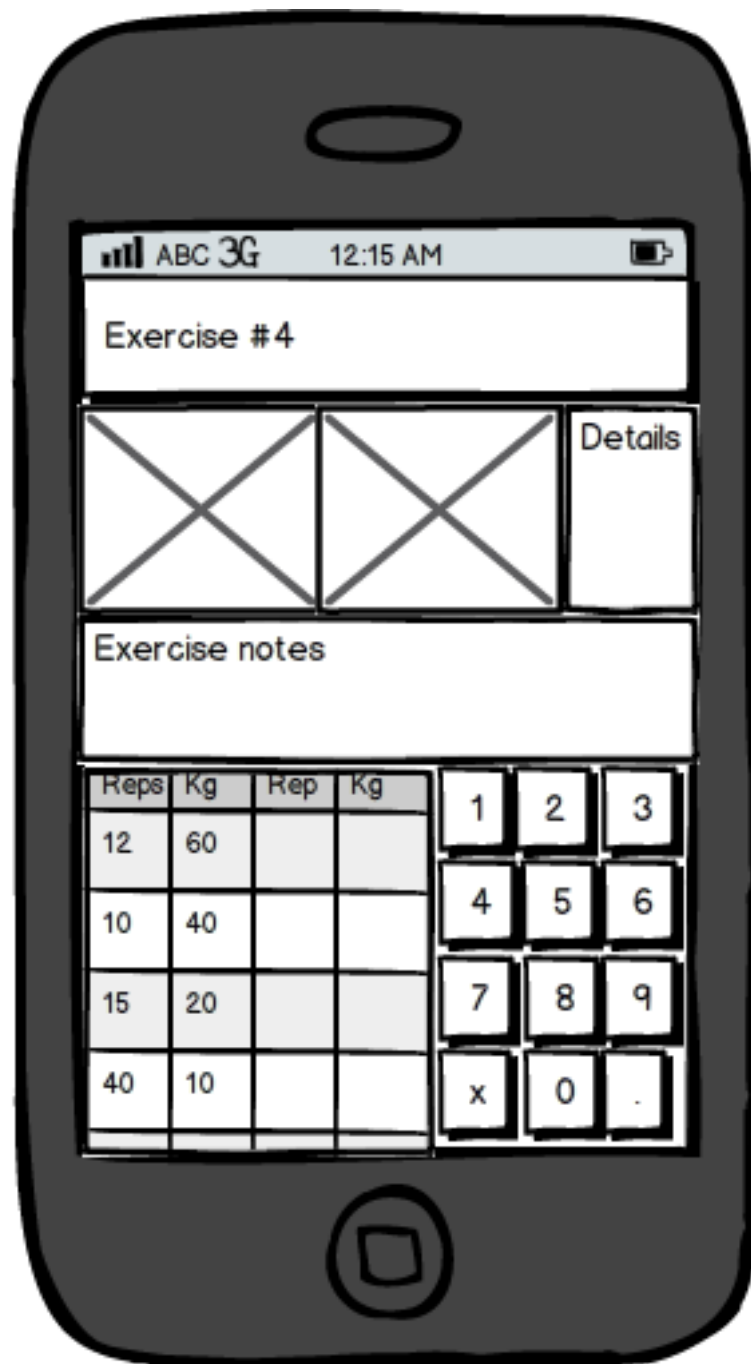 ABC 3G 12:15 AM
Exercise #4
Details
Exercise notes
Reps Kg Rep Kg
12 60
10 40
15 20
40 10
1 2 3
4 5 6
7 8 9
x 0 .